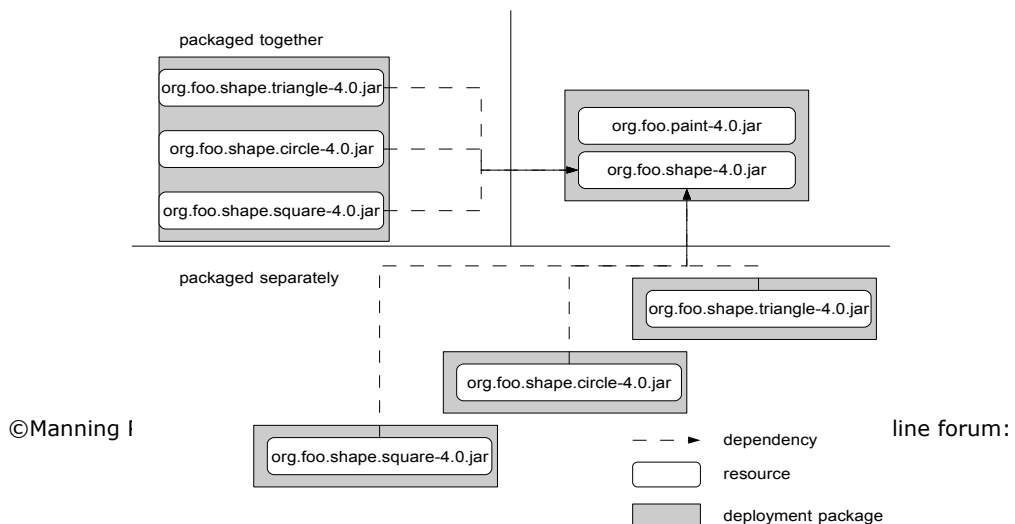 packaged together
org.foo.shape.triangle-4.0.jar
org.foo.shape.circle-4.0.jar
org.foo.shape.square-4.0.jar
org.foo.paint-4.0.jar
org.foo.shape-4.0.jar
packaged separately
org.foo.shape.triangle-4.0.jar
org.foo.shape.circle-4.0.jar
org.foo.shape.square-4.0.jar
©Manning
line forum:
dependency
resource
deployment package